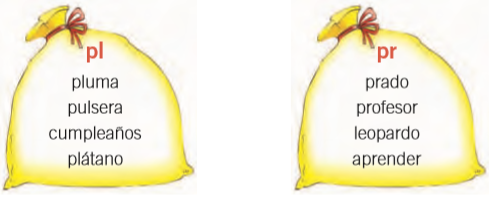 pl
pluma
pulsera
cumpleaños
plátano
pr
prado
profesor
leopardo
aprender